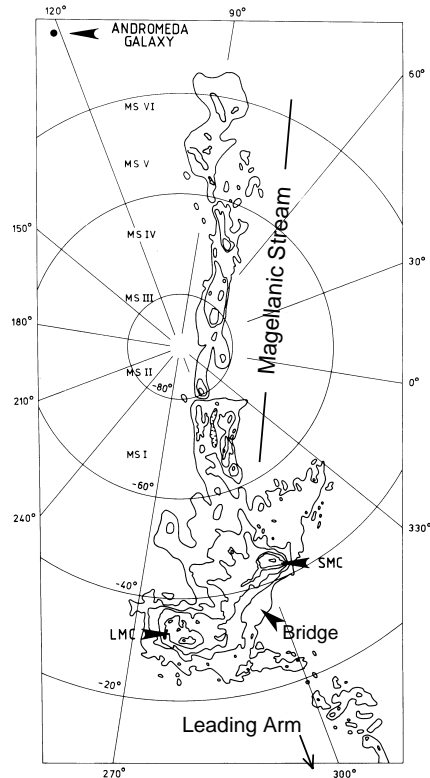 120°
90°
ANDROMEDA
GALAXY
60°
MS VI
MS V
150°
MS IV
30°
MS III
180°
Magellanic Stream
MS II
-80°
0°
210°
MS I
-60°
240°
330°
SMC
-40°
LMC
Bridge
-20°
Leading Arm
270°
300°